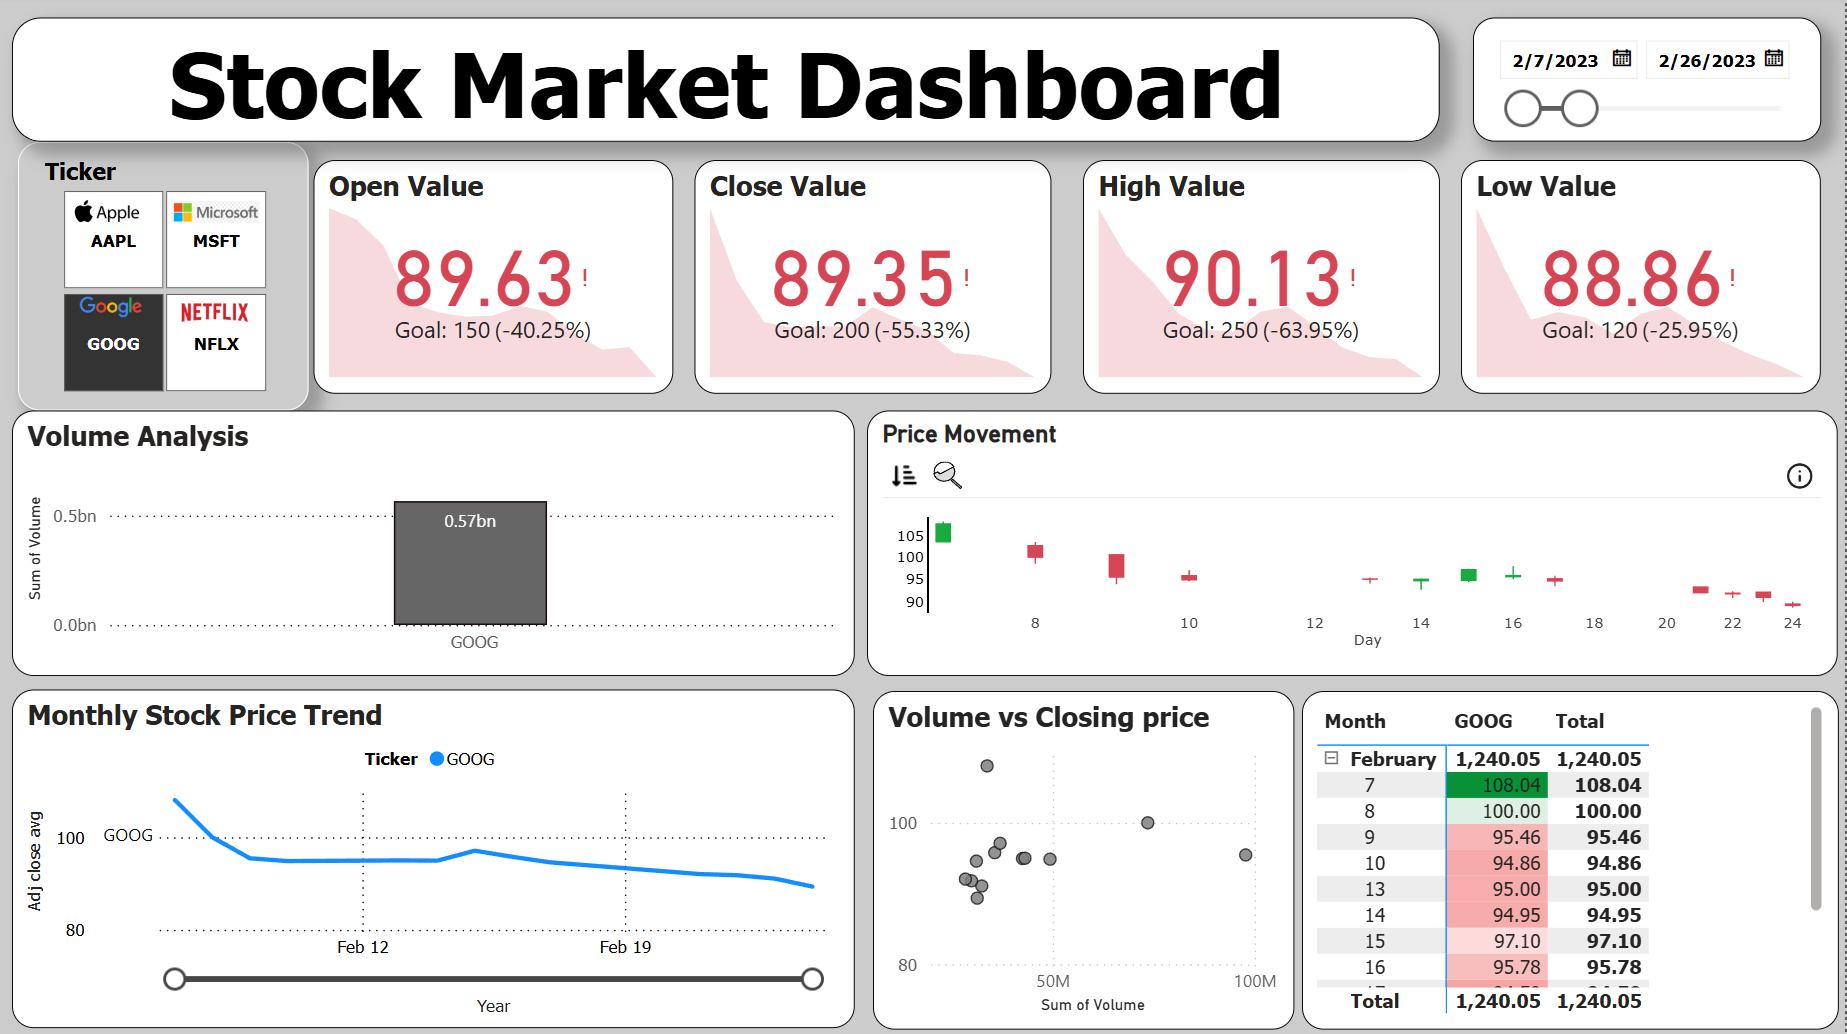 Stock Market Dashboard
2/7/2023
2/26/2023
Ticker
Apple
AAPL
Microsoft
MSFT
Google
GOOG
NETFLIX
NFLX
Open Value
89.63!
Goal: 150 (-40.25%)
Close Value
89.35!
Goal: 200 (-55.33%)
High Value
90.13!
Goal: 250 (-63.95%)
Low Value
88.86!
Goal: 120 (-25.95%)
Volume Analysis
Sum of Volume
0.5bn
0.57bn
0.0bn
GOOG
Price Movement
105
100
95
90
8 10 12 14 16 18 20 22 24
Day
Monthly Stock Price Trend
Ticker GOOG
Adj close avg
100
GOOG
80
Feb 12 Feb 19
Year
Volume vs Closing price
100
80
50M 100M
Sum of Volume
Month GOOG Total
February 1,240.05 1,240.05
7 108.04 108.04
8 100.00 100.00
9 95.46 95.46
10 94.86 94.86
13 95.00 95.00
14 94.95 94.95
15 97.10 97.10
16 95.78 95.78
Total 1,240.05 1,240.05